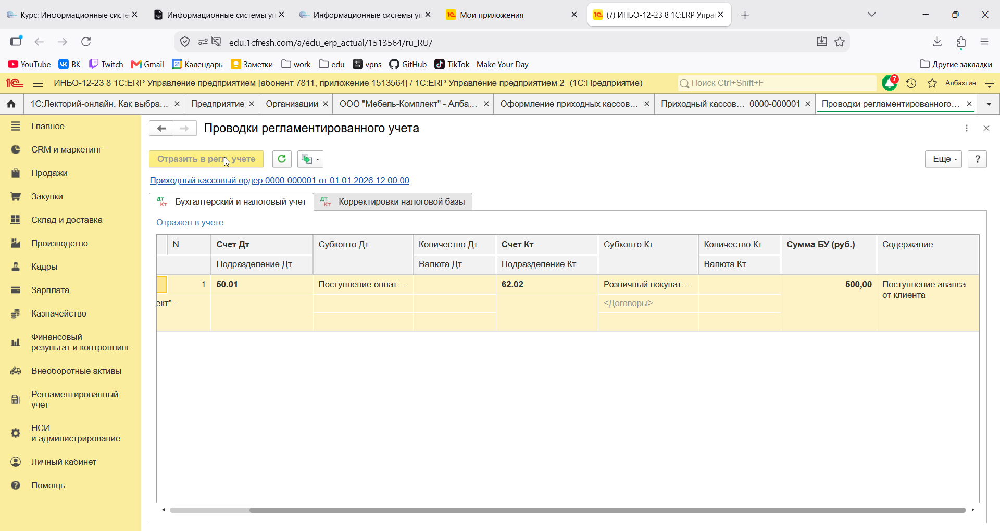 Курс: Информационные систе
Информационные системы уп
Информационные системы уп
Мои приложения
(7) ИНБО-12-23 8 1С:ERP Упра
edu.1cfresh.com/a/edu_erp_actual/1513564/ru_RU/
YouTube
ВК
Twitch
Gmail
Календарь
Заметки
work
edu
vpns
GitHub
TikTok - Make Your Day
Другие закладки
ИНБО-12-23 8 1С:ERP Управление предприятием [абонент 7811, приложение 1513564] / 1С:ERP Управление предприятием 2 (1С:Предприятие)
Поиск Ctrl+Shift+F
7
Албахтин
1С:Лекторий-онлайн. Как выбра...
Предприятие
Организации
ООО "Мебель-Комплект" - Алба...
Оформление приходных кассов...
Приходный кассов... 0000-000001
Проводки регламентированного...
Главное
CRM и маркетинг
Продажи
Закупки
Склад и доставка
Производство
Кадры
Зарплата
Казначейство
Финансовый
результат и контроллинг
Внеоборотные активы
Регламентированный
учет
НСИ
и администрирование
Личный кабинет
Помощь
Проводки регламентированного учета
Отразить в регл. учете
Еще
?
Приходный кассовый ордер 0000-000001 от 01.01.2026 12:00:00
Дт Кт Бухгалтерский и налоговый учет
Дт Кт Корректировки налоговой базы
Отражен в учете
N Счет Дт Субконто Дт Количество Дт Счет Кт Субконто Кт Количество Кт Сумма БУ (руб.) Содержание
Подразделение Дт Валюта Дт Подразделение Кт Валюта Кт
1 50.01 Поступление оплат... 62.02 Розничный покупат... 500,00 Поступление аванса
от клиента
ект" - <Договоры>